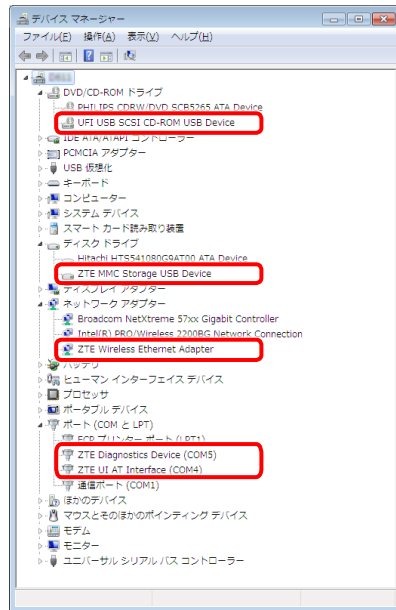 デバイス マネージャー
ファイル(F) 操作(A) 表示(V) ヘルプ(H)
DVD/CD-ROM ドライブ
PHILIPS CDRW/DVD SCB5265 ATA Device
UFI USB SCSI CD-ROM USB Device
IDE ATA/ATAPI コントローラー
PCMCIA アダプター
USB 仮想化
キーボード
コンピューター
システム デバイス
スマート カード読み取り装置
ディスク ドライブ
Hitachi HTS541080G9AT00 ATA Device
ZTE MMC Storage USB Device
ディスプレイ アダプター
ネットワーク アダプター
Broadcom NetXtreme 57xx Gigabit Controller
Intel(R) PRO/Wireless 2200BG Network Connection
ZTE Wireless Ethernet Adapter
バッテリ
ヒューマン インターフェイス デバイス
プロセッサ
ポータブル デバイス
ポート (COM と LPT)
ECP プリンター ポート (LPT1)
ZTE Diagnostics Device (COM5)
ZTE UI AT Interface (COM4)
通信ポート (COM1)
ほかのデバイス
マウスとそのほかのポインティング デバイス
モデム
モニター
ユニバーサル シリアル バス コントローラー